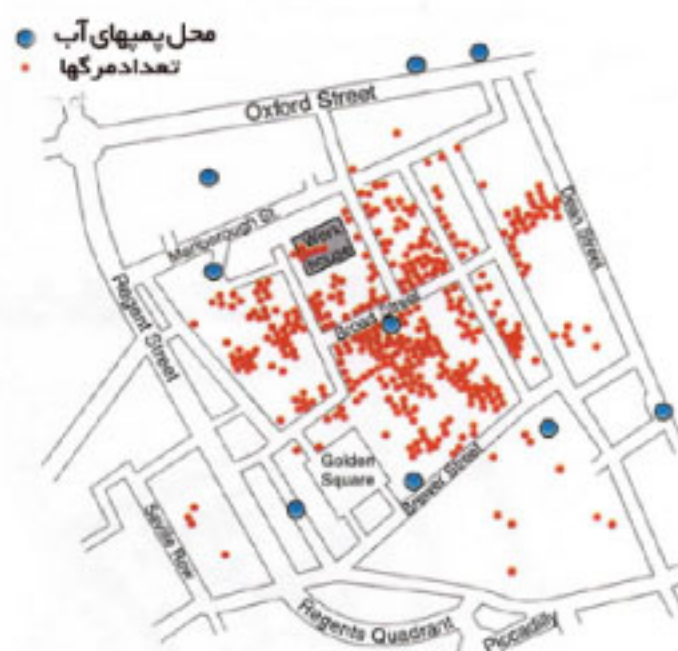 محل پمپهای آب
تعداد مرگها
Oxford Street
Marlborough St
Work
House
Dean Street
Regent Street
Broad Street
Golden
Square
Brewer Street
Saville Row
Regents Quadrant
Piccadilly